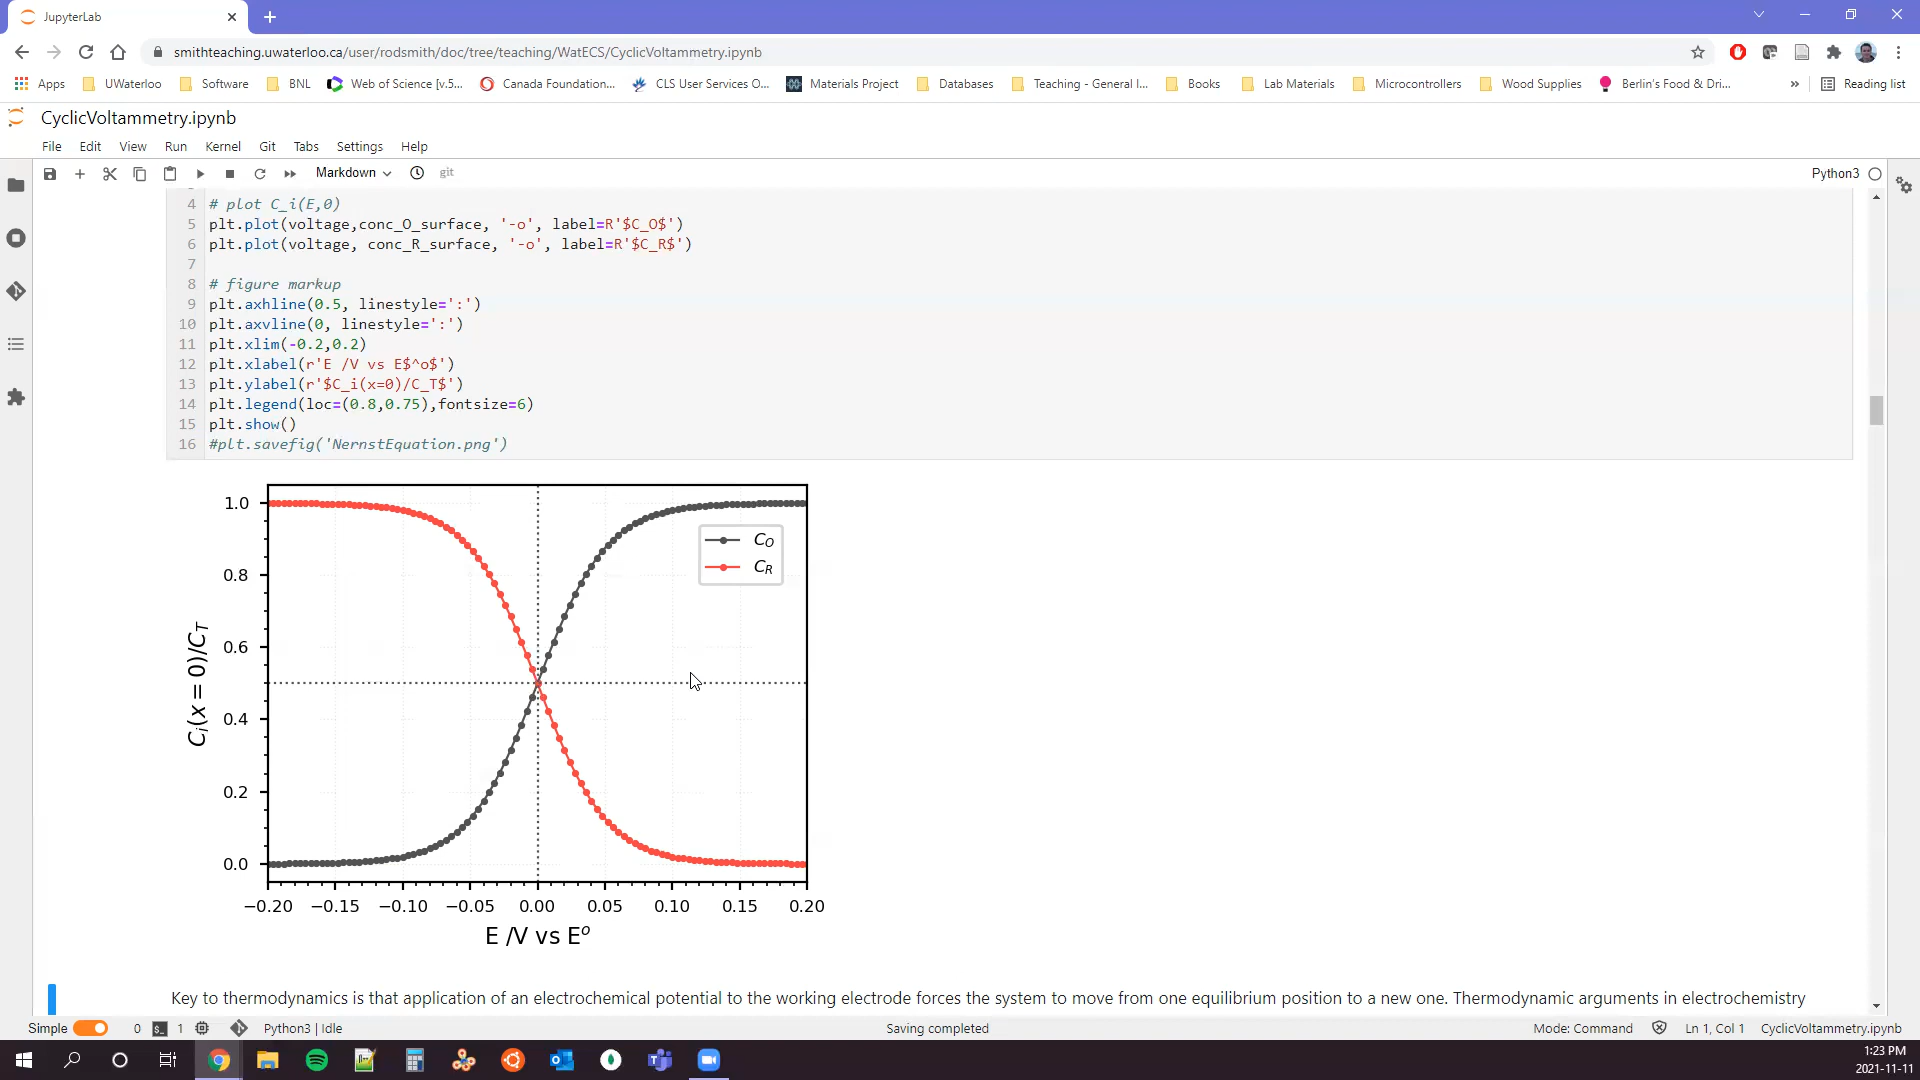 JupyterLab
smithteaching.uwaterloo.ca/user/rodsmith/doc/tree/teaching/WatECS/CyclicVoltammetry.ipynb
Apps UWaterloo Software BNL Web of Science [v.5... Canada Foundation... CLS User Services O... Materials Project Databases Teaching - General I... Books Lab Materials Microcontrollers Wood Supplies Berlin's Food & Dri... » Reading list
CyclicVoltammetry.ipynb
File Edit View Run Kernel Git Tabs Settings Help
Markdown git Python3
4 # plot C_i(E,0)
5 plt.plot(voltage,conc_O_surface, '-o', label=R'$C_O$')
6 plt.plot(voltage, conc_R_surface, '-o', label=R'$C_R$')
7
8 # figure markup
9 plt.axhline(0.5, linestyle=':')
10 plt.axvline(0, linestyle=':')
11 plt.xlim(-0.2,0.2)
12 plt.xlabel(r'E /V vs E$^o$')
13 plt.ylabel(r'$C_i(x=0)/C_T$')
14 plt.legend(loc=(0.8,0.75),fontsize=6)
15 plt.show()
16 #plt.savefig('NernstEquation.png')
1.0
0.8
0.6
0.4
0.2
0.0
C_i(x = 0)/C_T
C_O
C_R
−0.20 −0.15 −0.10 −0.05 0.00 0.05 0.10 0.15 0.20
E /V vs E^o
Key to thermodynamics is that application of an electrochemical potential to the working electrode forces the system to move from one equilibrium position to a new one. Thermodynamic arguments in electrochemistry
Simple 0 $_ 1 Python3 | Idle Saving completed Mode: Command Ln 1, Col 1 CyclicVoltammetry.ipynb
1:23 PM
2021-11-11